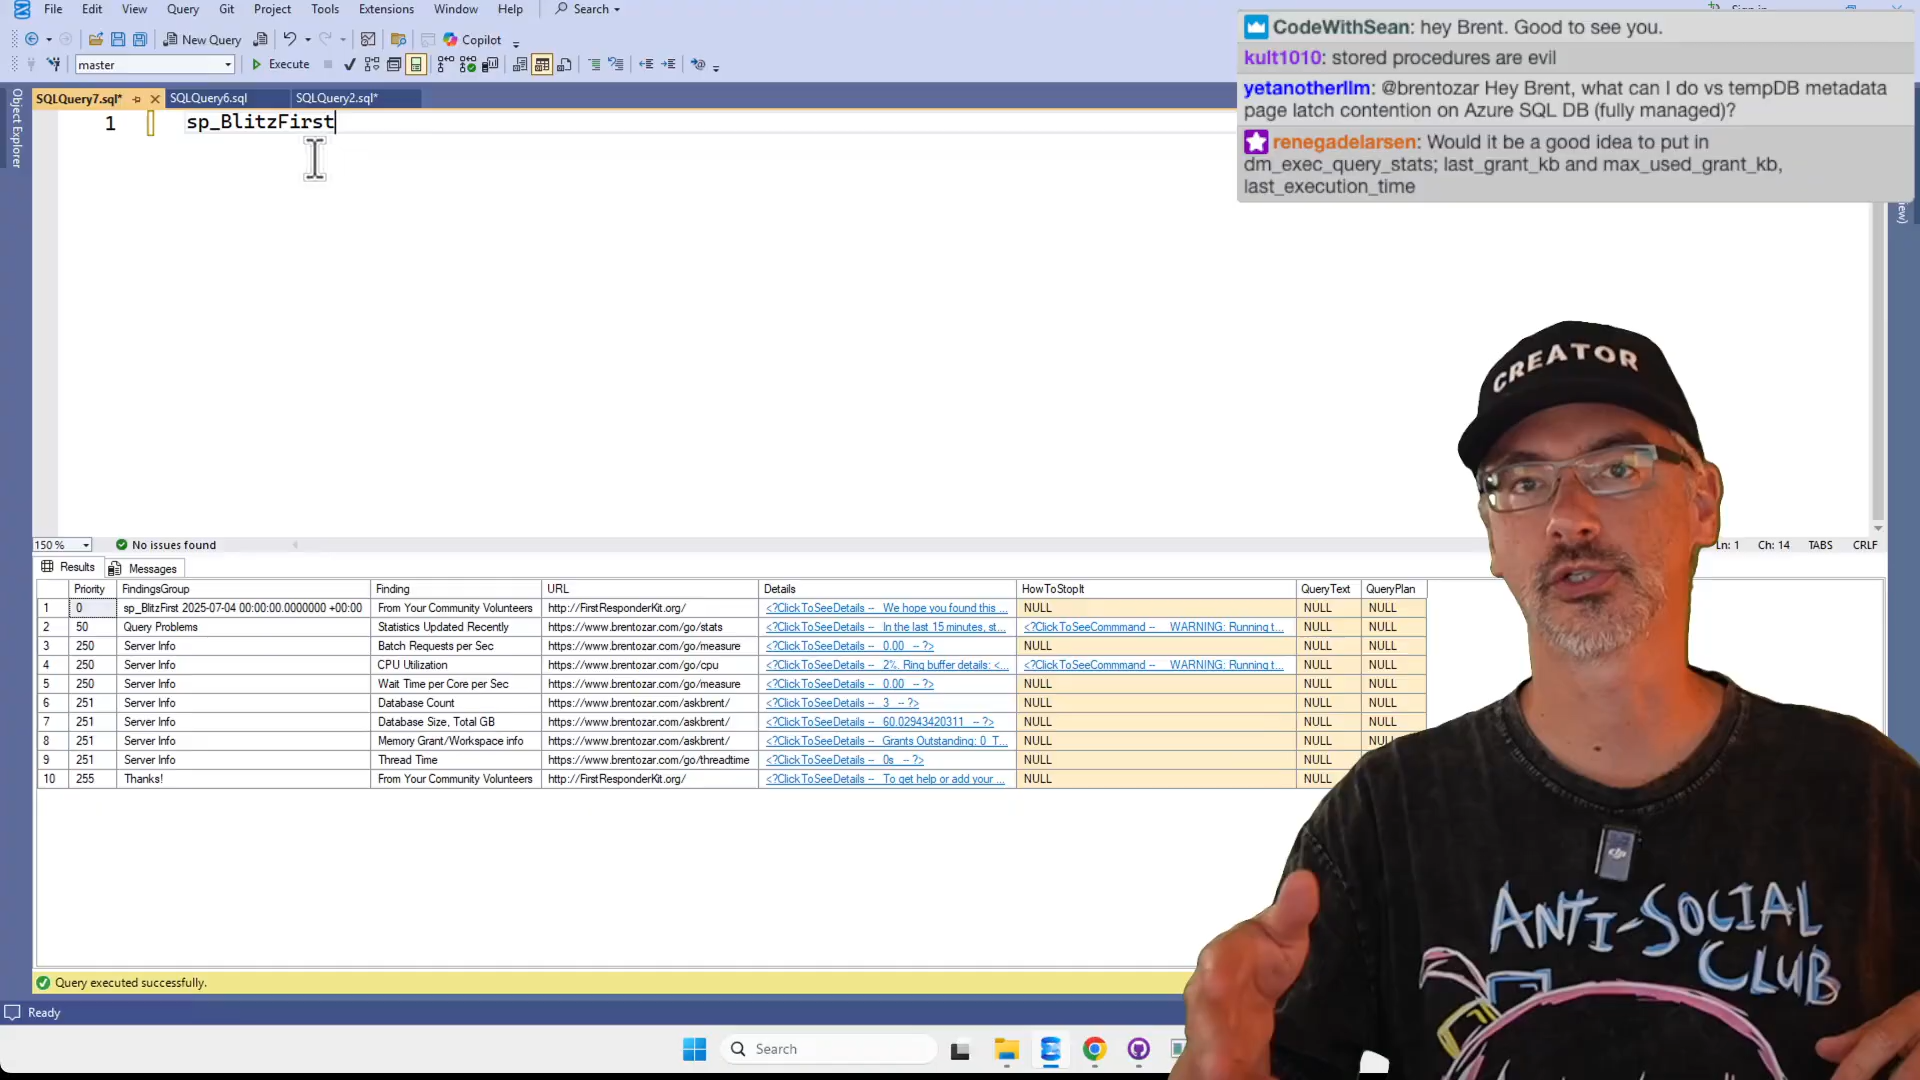 File Edit View Query Git Project Tools Extensions Window Help Search
New Query Copilot
master Execute
SQLQuery7.sql* SQLQuery6.sql SQLQuery2.sql*
Object Explorer
1 sp_BlitzFirst
CodeWithSean: hey Brent. Good to see you.
kult1010: stored procedures are evil
yetanotherllm: @brentozar Hey Brent, what can I do vs tempDB metadata
page latch contention on Azure SQL DB (fully managed)?
renegadelarsen: Would it be a good idea to put in
dm_exec_query_stats; last_grant_kb and max_used_grant_kb,
last_execution_time
CREATOR
150 % No issues found Ln: 1 Ch: 14 TABS CRLF
Results Messages
Priority FindingsGroup Finding URL Details HowToStopIt QueryText QueryPlan
1 0 sp_BlitzFirst 2025-07-04 00:00:00.0000000 +00:00 From Your Community Volunteers http://FirstResponderKit.org/ <?ClickToSeeDetails -- We hope you found this ... NULL NULL NULL
2 50 Query Problems Statistics Updated Recently https://www.brentozar.com/go/stats <?ClickToSeeDetails -- In the last 15 minutes, st... <?ClickToSeeCommmand -- WARNING: Running t... NULL NULL
3 250 Server Info Batch Requests per Sec https://www.brentozar.com/go/measure <?ClickToSeeDetails -- 0.00 -- ?> NULL NULL NULL
4 250 Server Info CPU Utilization https://www.brentozar.com/go/cpu <?ClickToSeeDetails -- 2%. Ring buffer details: <... <?ClickToSeeCommmand -- WARNING: Running t... NULL NULL
5 250 Server Info Wait Time per Core per Sec https://www.brentozar.com/go/measure <?ClickToSeeDetails -- 0.00 -- ?> NULL NULL NULL
6 251 Server Info Database Count https://www.brentozar.com/askbrent/ <?ClickToSeeDetails -- 3 -- ?> NULL NULL NULL
7 251 Server Info Database Size, Total GB https://www.brentozar.com/askbrent/ <?ClickToSeeDetails -- 60.02943420311 -- ?> NULL NULL NULL
8 251 Server Info Memory Grant/Workspace info https://www.brentozar.com/askbrent/ <?ClickToSeeDetails -- Grants Outstanding: 0 T... NULL NULL NULL
9 251 Server Info Thread Time https://www.brentozar.com/go/threadtime <?ClickToSeeDetails -- 0s -- ?> NULL NULL
10 255 Thanks! From Your Community Volunteers http://FirstResponderKit.org/ <?ClickToSeeDetails -- To get help or add your ... NULL NULL
dji
ANTI-SOCIAL
CLUB
Query executed successfully.
Ready
Search